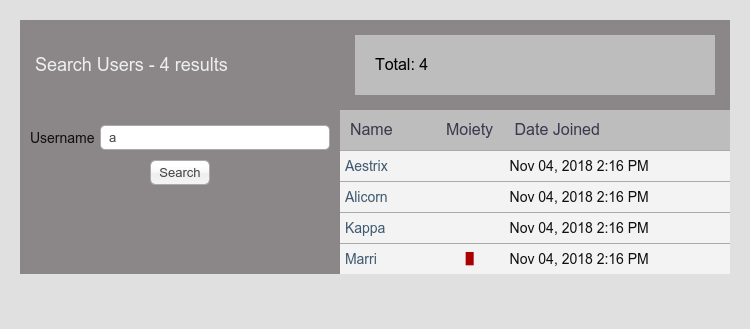 Search Users - 4 results
Total: 4
Username a
Search
Name Moiety Date Joined
Aestrix Nov 04, 2018 2:16 PM
Alicorn Nov 04, 2018 2:16 PM
Kappa Nov 04, 2018 2:16 PM
Marri Nov 04, 2018 2:16 PM